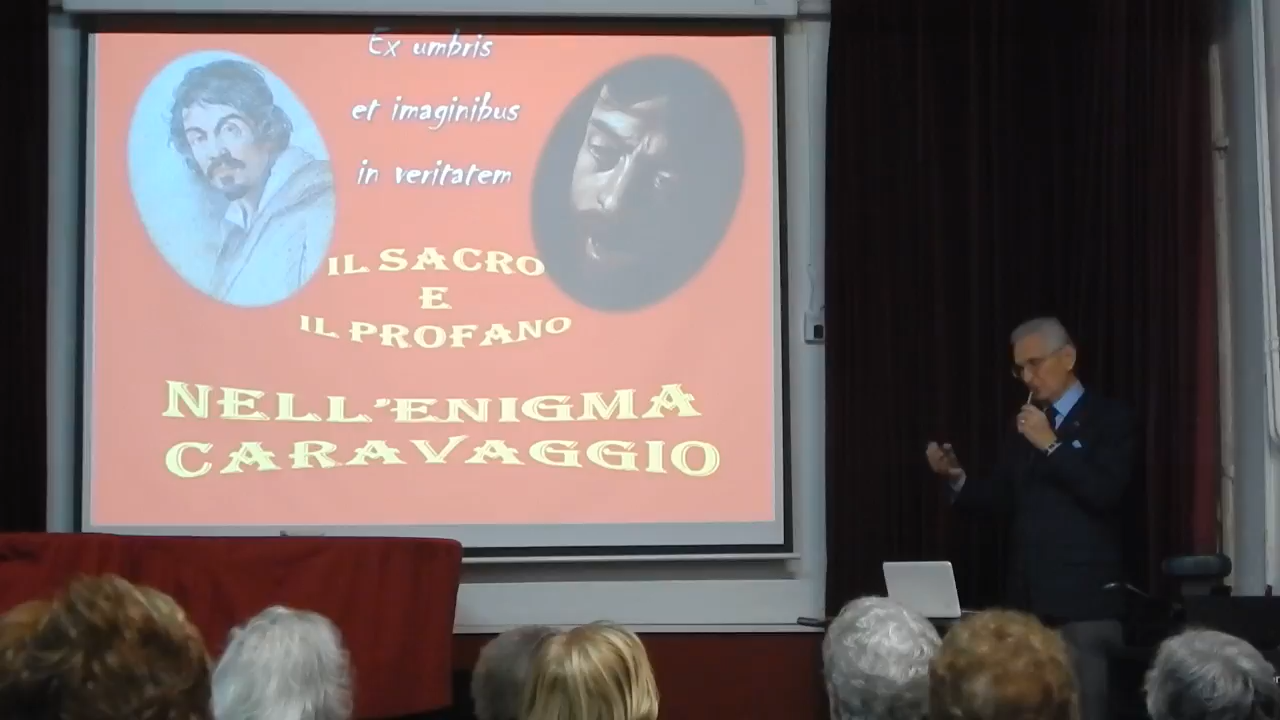 Ex umbris
et imaginibus
in veritatem
IL SACRO
E
IL PROFANO
NELL'ENIGMA
CARAVAGGIO